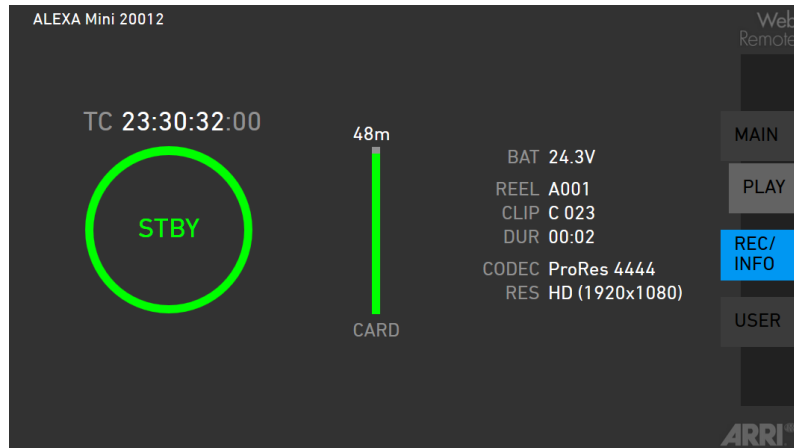 ALEXA Mini 20012
Web
Remote
TC 23:30:32:00
STBY
48m
CARD
BAT 24.3V
REEL A001
CLIP C 023
DUR 00:02
CODEC ProRes 4444
RES HD (1920x1080)
MAIN
PLAY
REC/
INFO
USER
ARRI